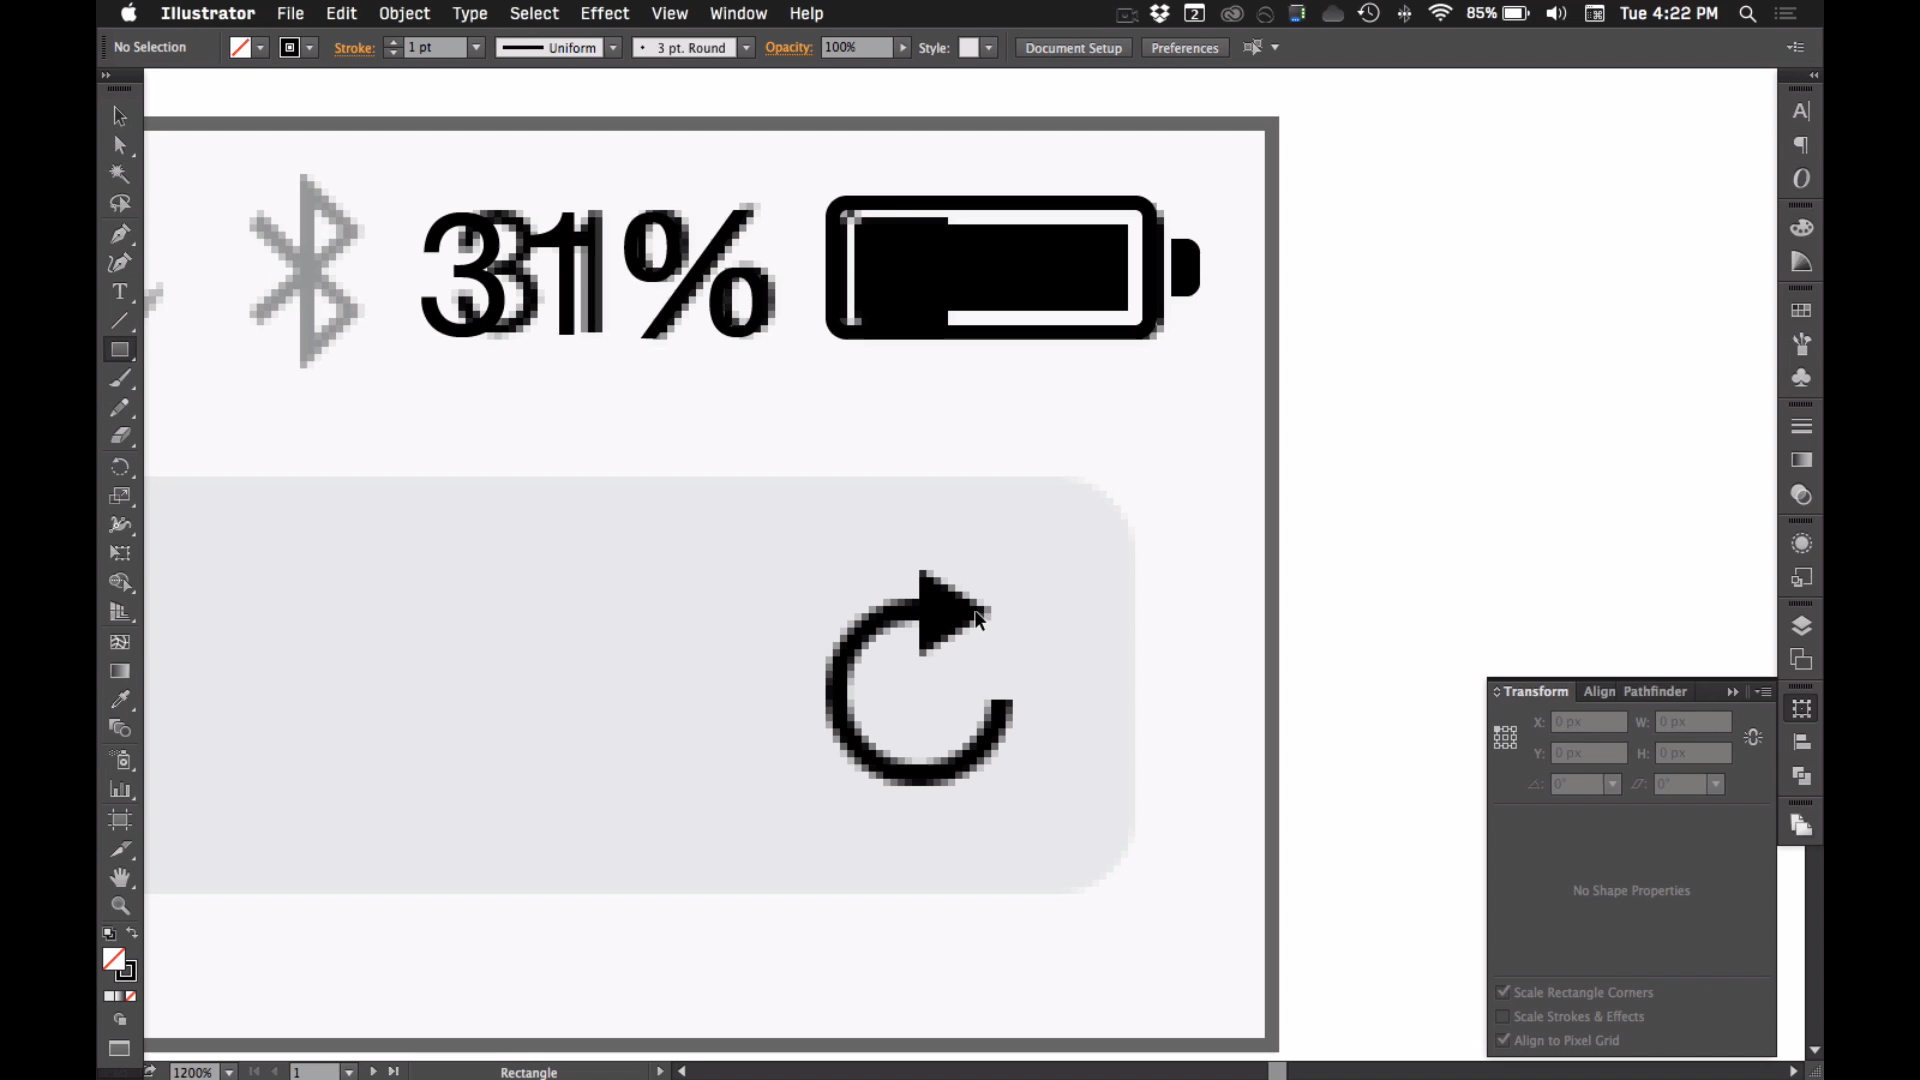 Illustrator File Edit Object Type Select Effect View Window Help 2 85% Tue 4:22 PM
No Selection Stroke: 1 pt Uniform 3 pt. Round Opacity: 100% Style: Document Setup Preferences
31%
Transform Align Pathfinder
X: 0 px W: 0 px
Y: 0 px H: 0 px
0° 0°
No Shape Properties
Scale Rectangle Corners
Scale Strokes & Effects
Align to Pixel Grid
1200% 1 Rectangle